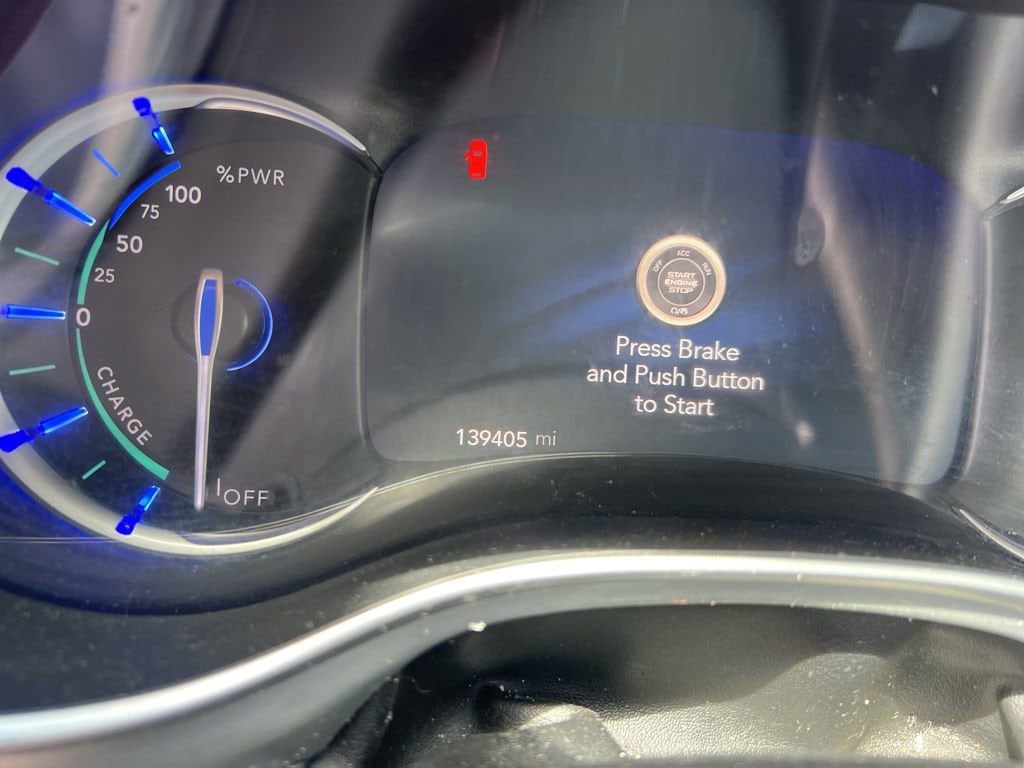 %PWR
100
75
50
25
0
CHARGE
OFF
OFF ACC RUN
START
ENGINE
STOP
Press Brake
and Push Button
to Start
139405 mi